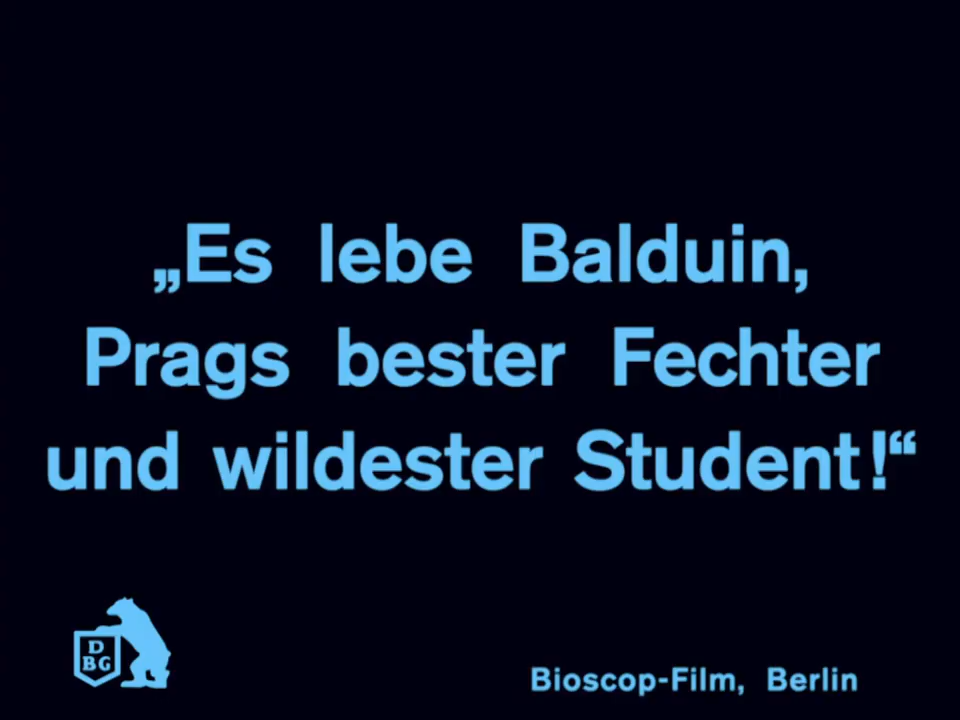 „Es lebe Balduin,
Prags bester Fechter
und wildester Student!“
D
BG
Bioscop-Film, Berlin